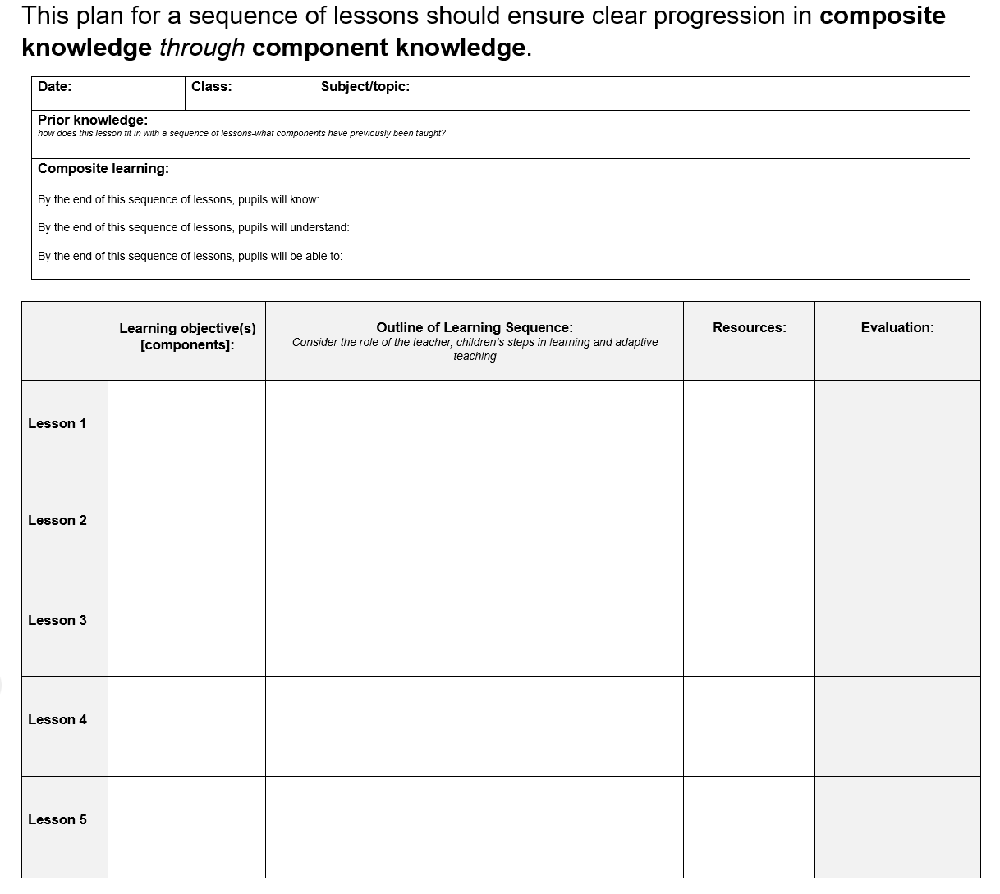 This plan for a sequence of lessons should ensure clear progression in composite
knowledge through component knowledge.
Date:
Class:
Subject/topic:
Prior knowledge:
how does this lesson fit in with a sequence of lessons-what components have previously been taught?
Composite learning:
By the end of this sequence of lessons, pupils will know:
By the end of this sequence of lessons, pupils will understand:
By the end of this sequence of lessons, pupils will be able to:
Learning objective(s)
[components]:
Outline of Learning Sequence:
Consider the role of the teacher, children's steps in learning and adaptive
teaching
Resources:
Evaluation:
Lesson 1
Lesson 2
Lesson 3
Lesson 4
Lesson 5